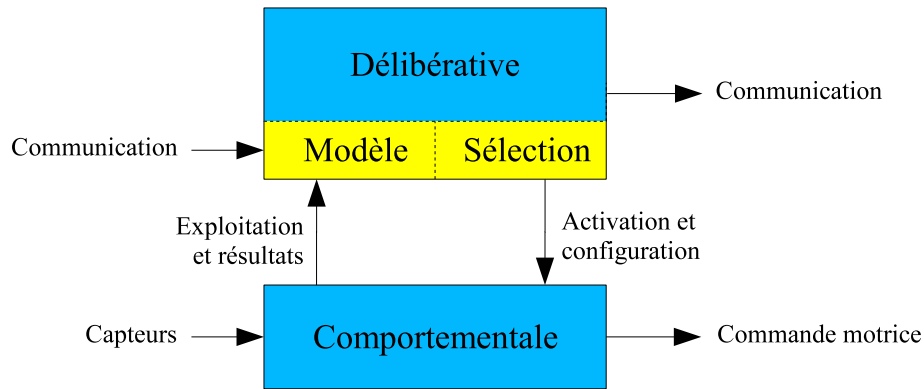 Délibérative
Communication
Communication
Modèle
Sélection
Exploitation
et résultats
Activation et
configuration
Capteurs
Comportementale
Commande motrice